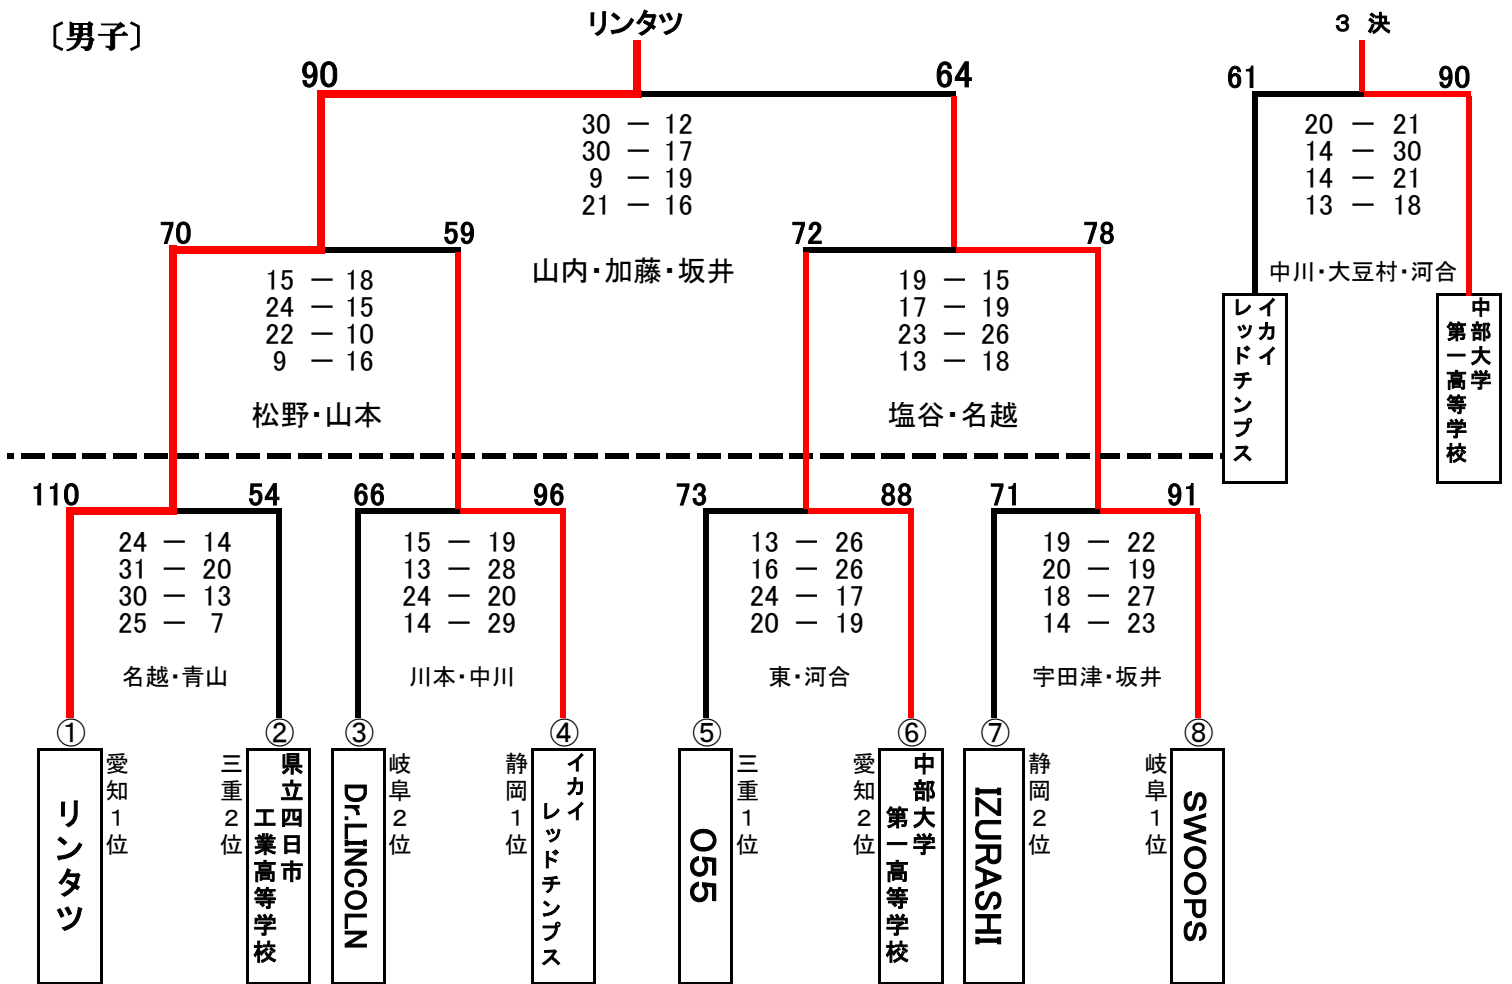 〔男子〕
リンタツ
３ 決
90
64
61
90
30 － 12
30 － 17
9 － 19
21 － 16
20 － 21
14 － 30
14 － 21
13 － 18
70
59
72
78
山内・加藤・坂井
中川・大豆村・河合
15 － 18
24 － 15
22 － 10
9 － 16
19 － 15
17 － 19
23 － 26
13 － 18
イカイ
レッドチンプス
中部大学
第一高等学校
松野・山本
塩谷・名越
110
54
66
96
73
88
71
91
24 － 14
31 － 20
30 － 13
25 － 7
15 － 19
13 － 28
24 － 20
14 － 29
13 － 26
16 － 26
24 － 17
20 － 19
19 － 22
20 － 19
18 － 27
14 － 23
名越・青山
川本・中川
東・河合
宇田津・坂井
①
②
③
④
⑤
⑥
⑦
⑧
リンタツ
愛知１位
三重２位
県立四日市
工業高等学校
Dr.LINCOLN
岐阜２位
静岡１位
イカイ
レッドチンプス
０５５
三重１位
愛知２位
中部大学
第一高等学校
IZURASHI
静岡２位
岐阜１位
SWOOPS